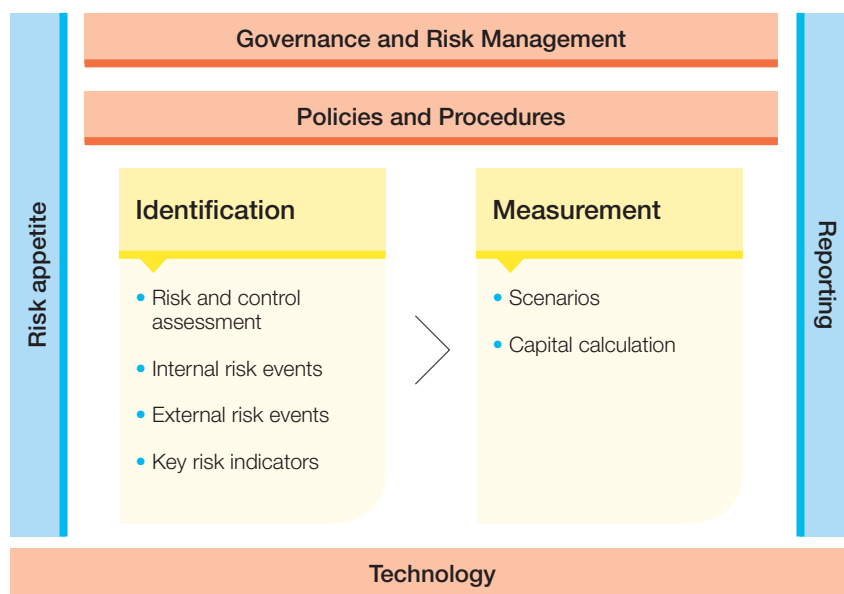 Governance and Risk Management
Policies and Procedures
Risk appetite
Identification
Risk and control
assessment
Internal risk events
External risk events
Key risk indicators
Measurement
Scenarios
Capital calculation
Reporting
Technology